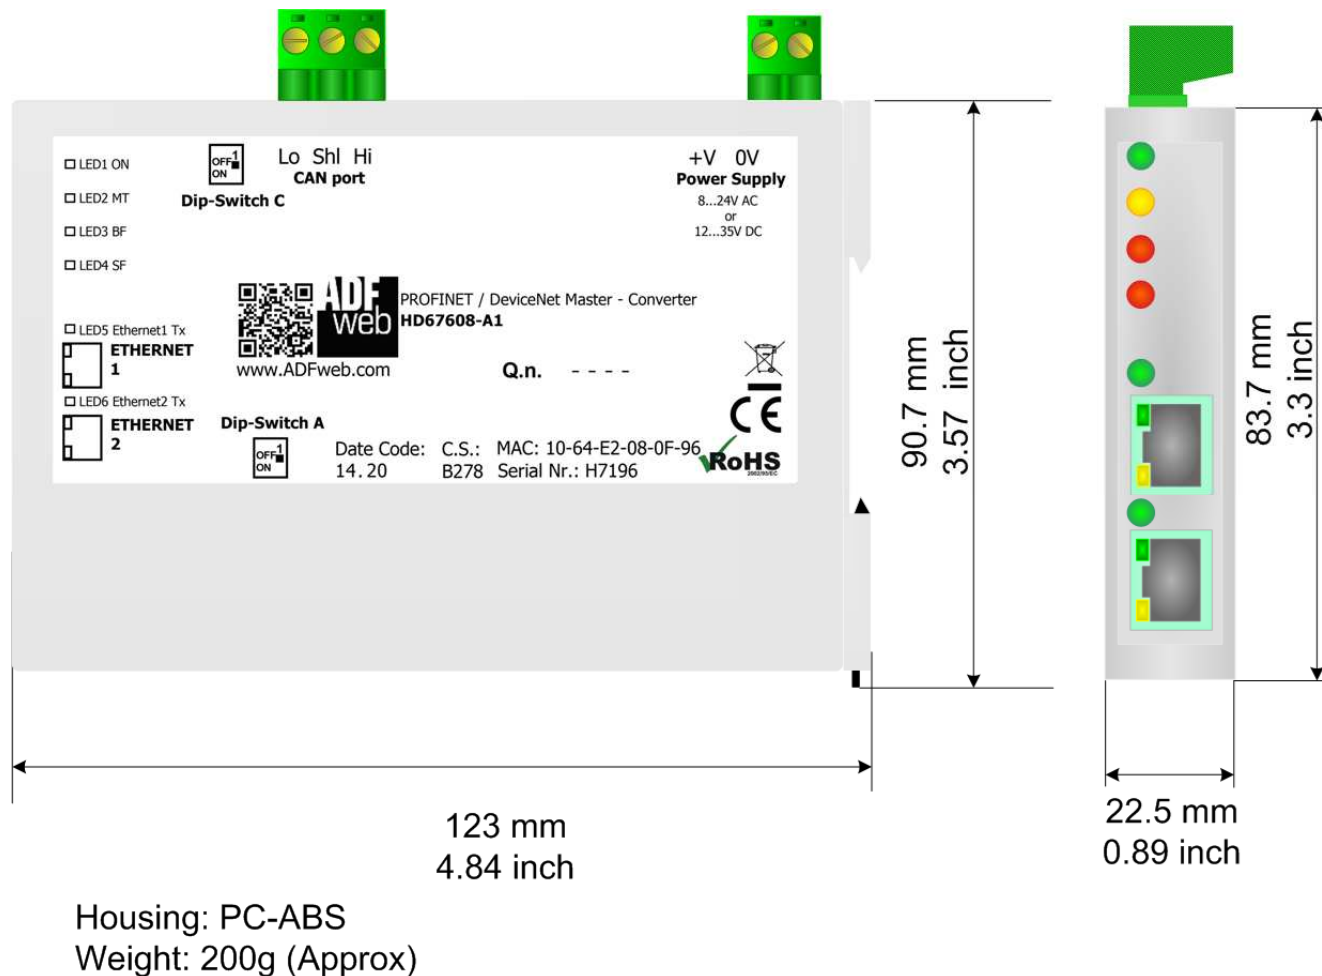 LED1 ON
LED2 MT
LED3 BF
LED4 SF
OFF 1
ON
Dip-Switch C
Lo Shl Hi
CAN port
+V 0V
Power Supply
8...24V AC
or
12...35V DC
ADF
web
www.ADFweb.com
PROFINET / DeviceNet Master - Converter
HD67608-A1
Q.n. - - - -
LED5 Ethernet1 Tx
ETHERNET
1
LED6 Ethernet2 Tx
ETHERNET
2
Dip-Switch A
OFF 1
ON
Date Code:
14.20
C.S.:
B278
MAC: 10-64-E2-08-0F-96
Serial Nr.: H7196
CE
RoHS
2002/95/EC
90.7 mm
3.57 inch
83.7 mm
3.3 inch
123 mm
4.84 inch
22.5 mm
0.89 inch
Housing: PC-ABS
Weight: 200g (Approx)